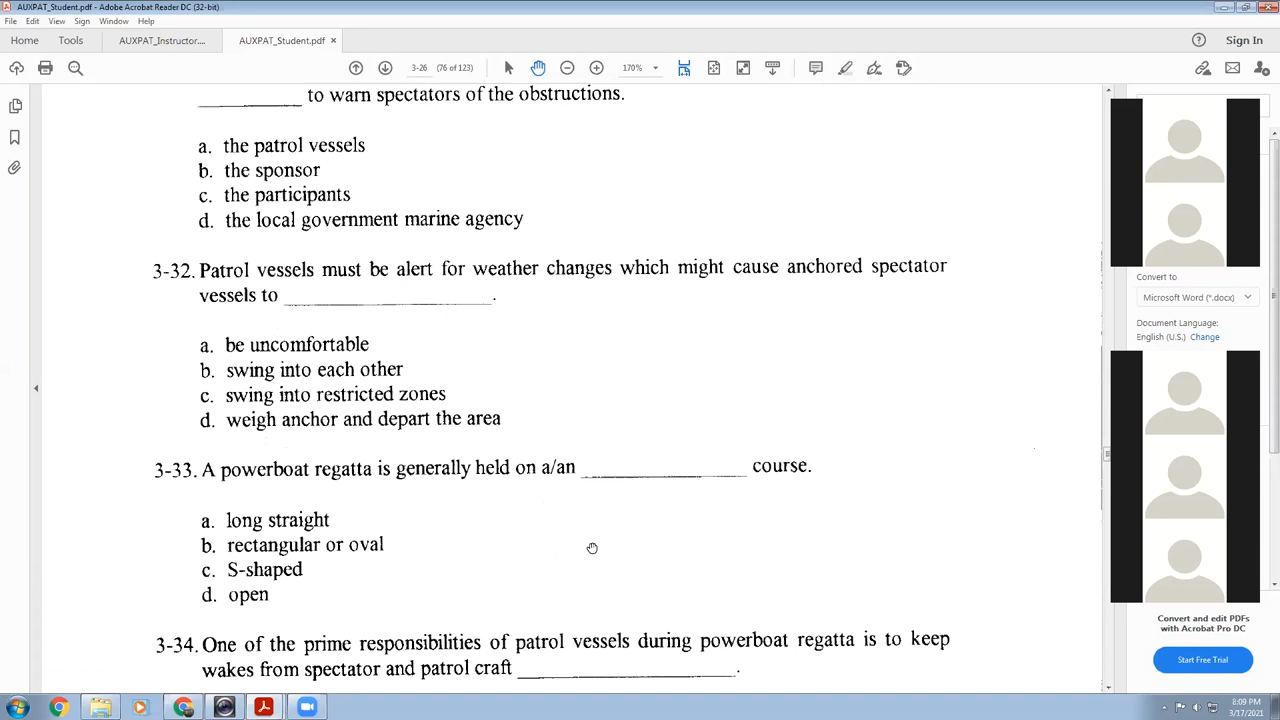 AUXPAT_Student.pdf - Adobe Acrobat Reader DC (32-bit)
File Edit View Sign Window Help
Home Tools AUXPAT_Instructor.... AUXPAT_Student.pdf × Sign In
3-26 (76 of 123) 170%
__________ to warn spectators of the obstructions.
a. the patrol vessels
b. the sponsor
c. the participants
d. the local government marine agency
3-32. Patrol vessels must be alert for weather changes which might cause anchored spectator
vessels to ____________________.
a. be uncomfortable
b. swing into each other
c. swing into restricted zones
d. weigh anchor and depart the area
3-33. A powerboat regatta is generally held on a/an ________________ course.
a. long straight
b. rectangular or oval
c. S-shaped
d. open
3-34. One of the prime responsibilities of patrol vessels during powerboat regatta is to keep
wakes from spectator and patrol craft _____________________.
Convert to
Microsoft Word (*.docx)
Document Language:
English (U.S.) Change
Convert and edit PDFs
with Acrobat Pro DC
Start Free Trial
8:09 PM
3/17/2021